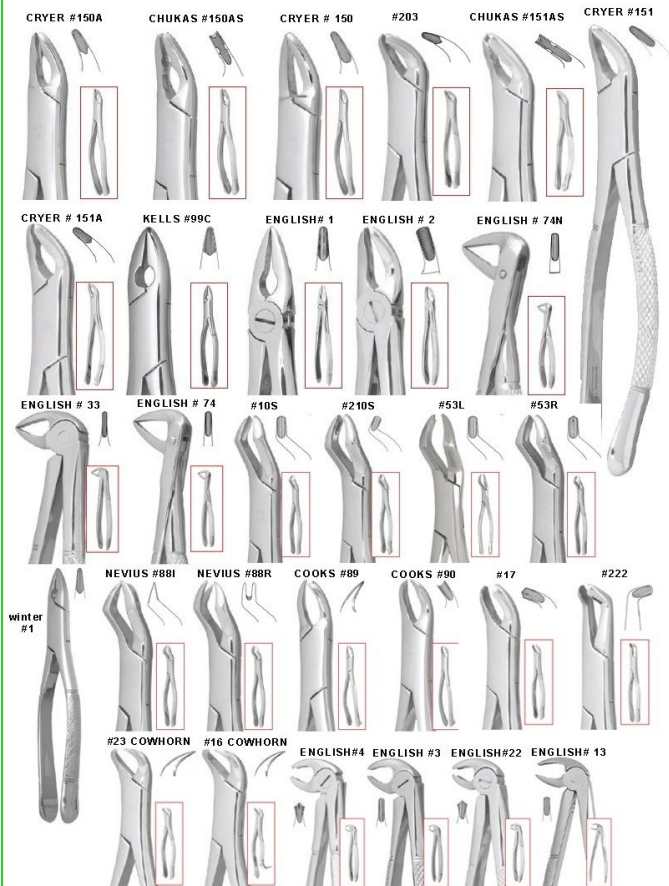 CRYER #150A
CHUKAS #150AS
CRYER # 150
#203
CHUKAS #151AS
CRYER #151
CRYER # 151A
KELLS #99C
ENGLISH# 1
ENGLISH # 2
ENGLISH # 74N
ENGLISH # 33
ENGLISH # 74
#10S
#210S
#53L
#53R
winter
#1
NEVIUS #88I
NEVIUS #88R
COOKS #89
COOKS #90
#17
#222
#23 COWHORN
#16 COWHORN
ENGLISH#4
ENGLISH #3
ENGLISH#22
ENGLISH# 13